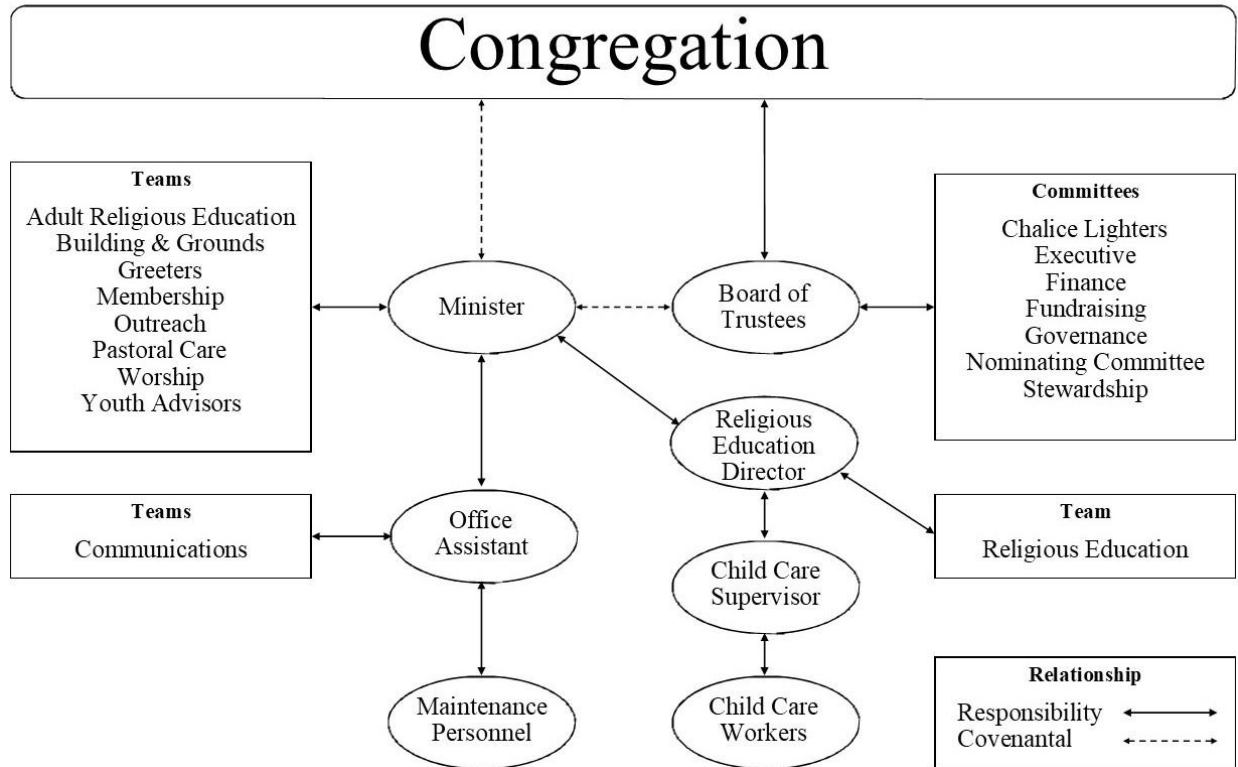 Congregation
Teams
Adult Religious Education
Building & Grounds
Greeters
Membership
Outreach
Pastoral Care
Worship
Youth Advisors
Minister
Board of
Trustees
Committees
Chalice Lighters
Executive
Finance
Fundraising
Governance
Nominating Committee
Stewardship
Religious
Education
Director
Teams
Communications
Office
Assistant
Team
Religious Education
Child Care
Supervisor
Maintenance
Personnel
Child Care
Workers
Relationship
Responsibility
Covenantal